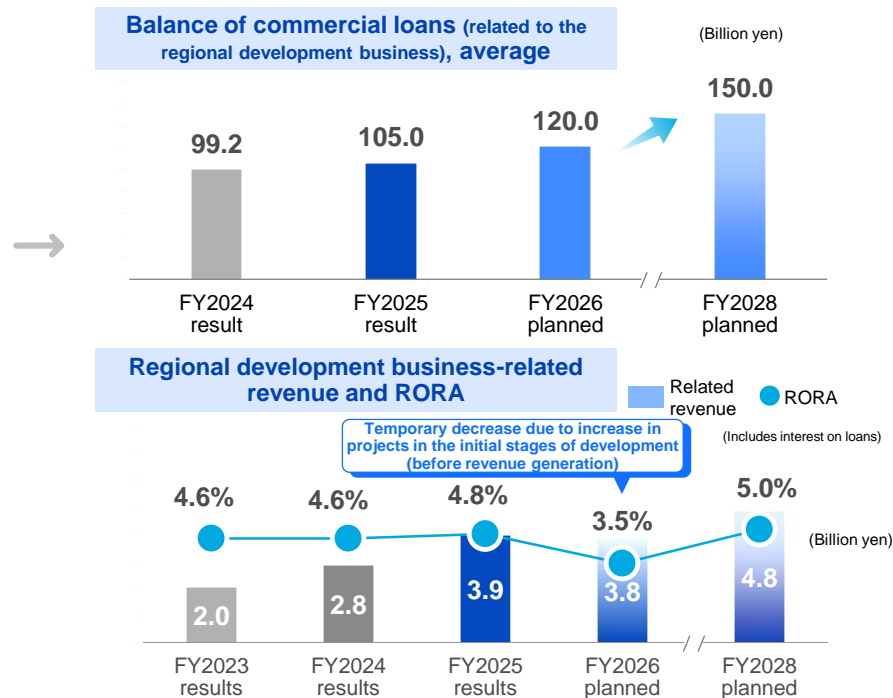 Balance of commercial loans (related to the
regional development business), average
(Billion yen)
99.2
105.0
120.0
150.0
FY2024
result
FY2025
result
FY2026
planned
FY2028
planned
Regional development business-related
revenue and RORA
Related
revenue
RORA
(Includes interest on loans)
Temporary decrease due to increase in
projects in the initial stages of development
(before revenue generation)
4.6%
4.6%
4.8%
3.5%
5.0%
(Billion yen)
2.0
2.8
3.9
3.8
4.8
FY2023
results
FY2024
results
FY2025
results
FY2026
planned
FY2028
planned